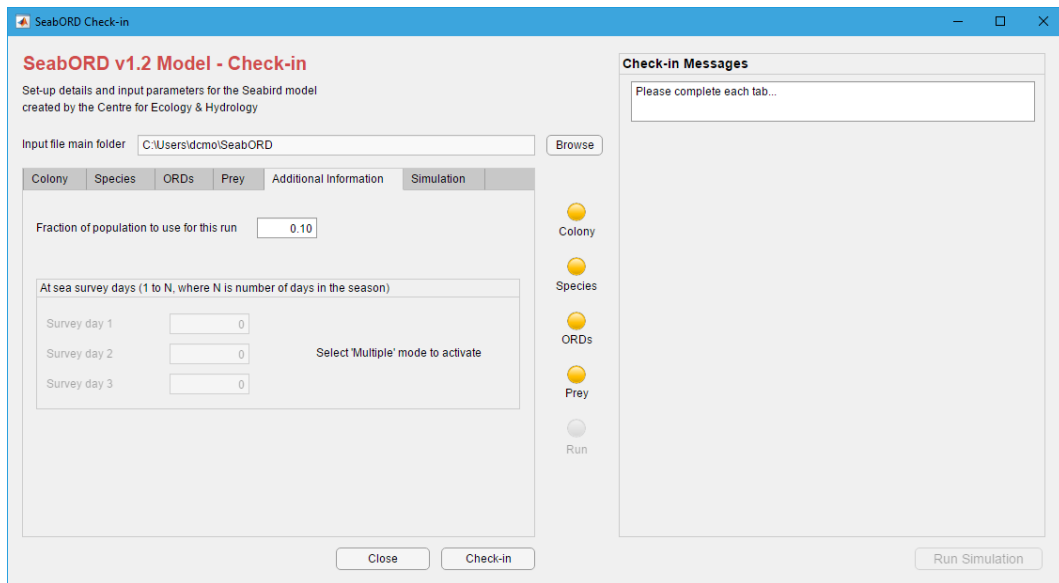 SeabORD Check-in
SeabORD v1.2 Model - Check-in
Set-up details and input parameters for the Seabird model
created by the Centre for Ecology & Hydrology
Input file main folder C:\Users\dcmo\SeabORD Browse
Colony Species ORDs Prey Additional Information Simulation
Fraction of population to use for this run 0.10
At sea survey days (1 to N, where N is number of days in the season)
Survey day 1 0
Survey day 2 0 Select 'Multiple' mode to activate
Survey day 3 0
Colony
Species
ORDs
Prey
Run
Close Check-in
Check-in Messages
Please complete each tab...
Run Simulation